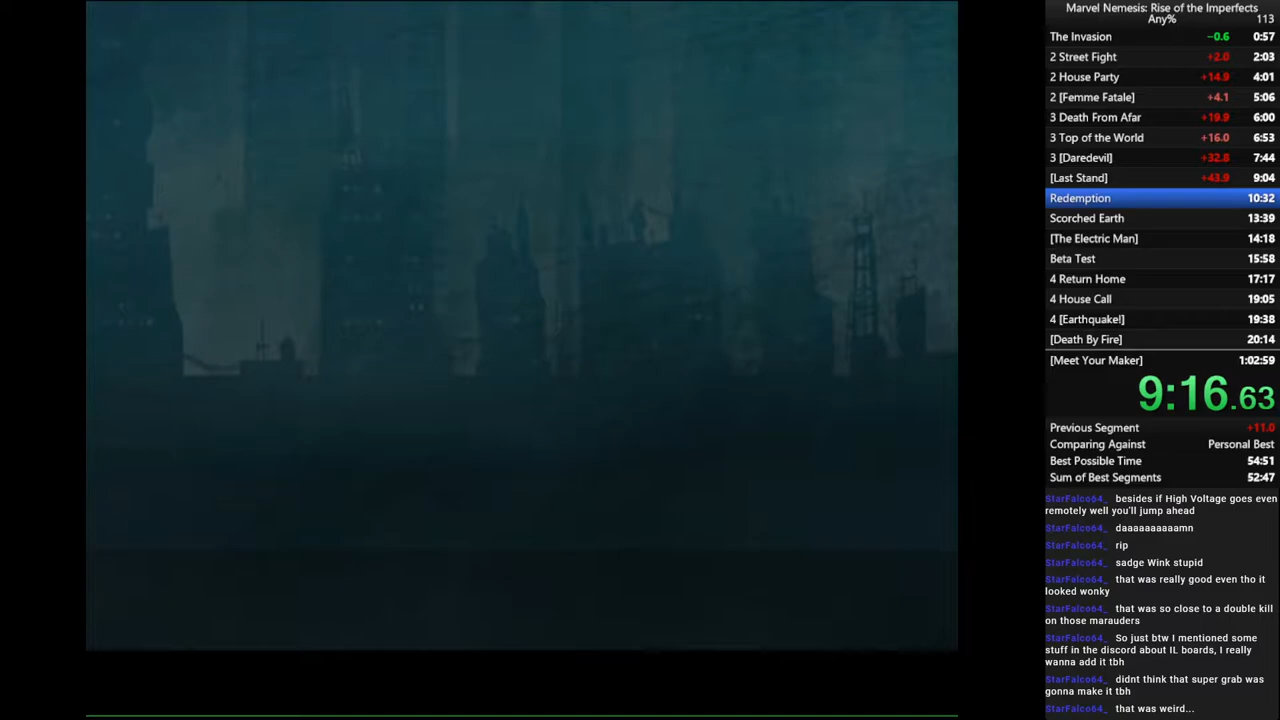 Marvel Nemesis: Rise of the Imperfects
Any% 113
The Invasion −0.6 0:57
2 Street Fight +2.0 2:03
2 House Party +14.9 4:01
2 [Femme Fatale] +4.1 5:06
3 Death From Afar +19.9 6:00
3 Top of the World +16.0 6:53
3 [Daredevil] +32.8 7:44
[Last Stand] +43.9 9:04
Redemption 10:32
Scorched Earth 13:39
[The Electric Man] 14:18
Beta Test 15:58
4 Return Home 17:17
4 House Call 19:05
4 [Earthquake!] 19:38
[Death By Fire] 20:14
[Meet Your Maker] 1:02:59
9:16.63
Previous Segment +11.0
Comparing Against Personal Best
Best Possible Time 54:51
Sum of Best Segments 52:47
StarFalco64_ besides if High Voltage goes even
remotely well you'll jump ahead
StarFalco64_ daaaaaaaaamn
StarFalco64_ rip
StarFalco64_ sadge Wink stupid
StarFalco64_ that was really good even tho it
looked wonky
StarFalco64_ that was so close to a double kill
on those marauders
StarFalco64_ So just btw I mentioned some
stuff in the discord about IL boards, I really
wanna add it tbh
StarFalco64_ didnt think that super grab was
gonna make it tbh
StarFalco64_ that was weird...